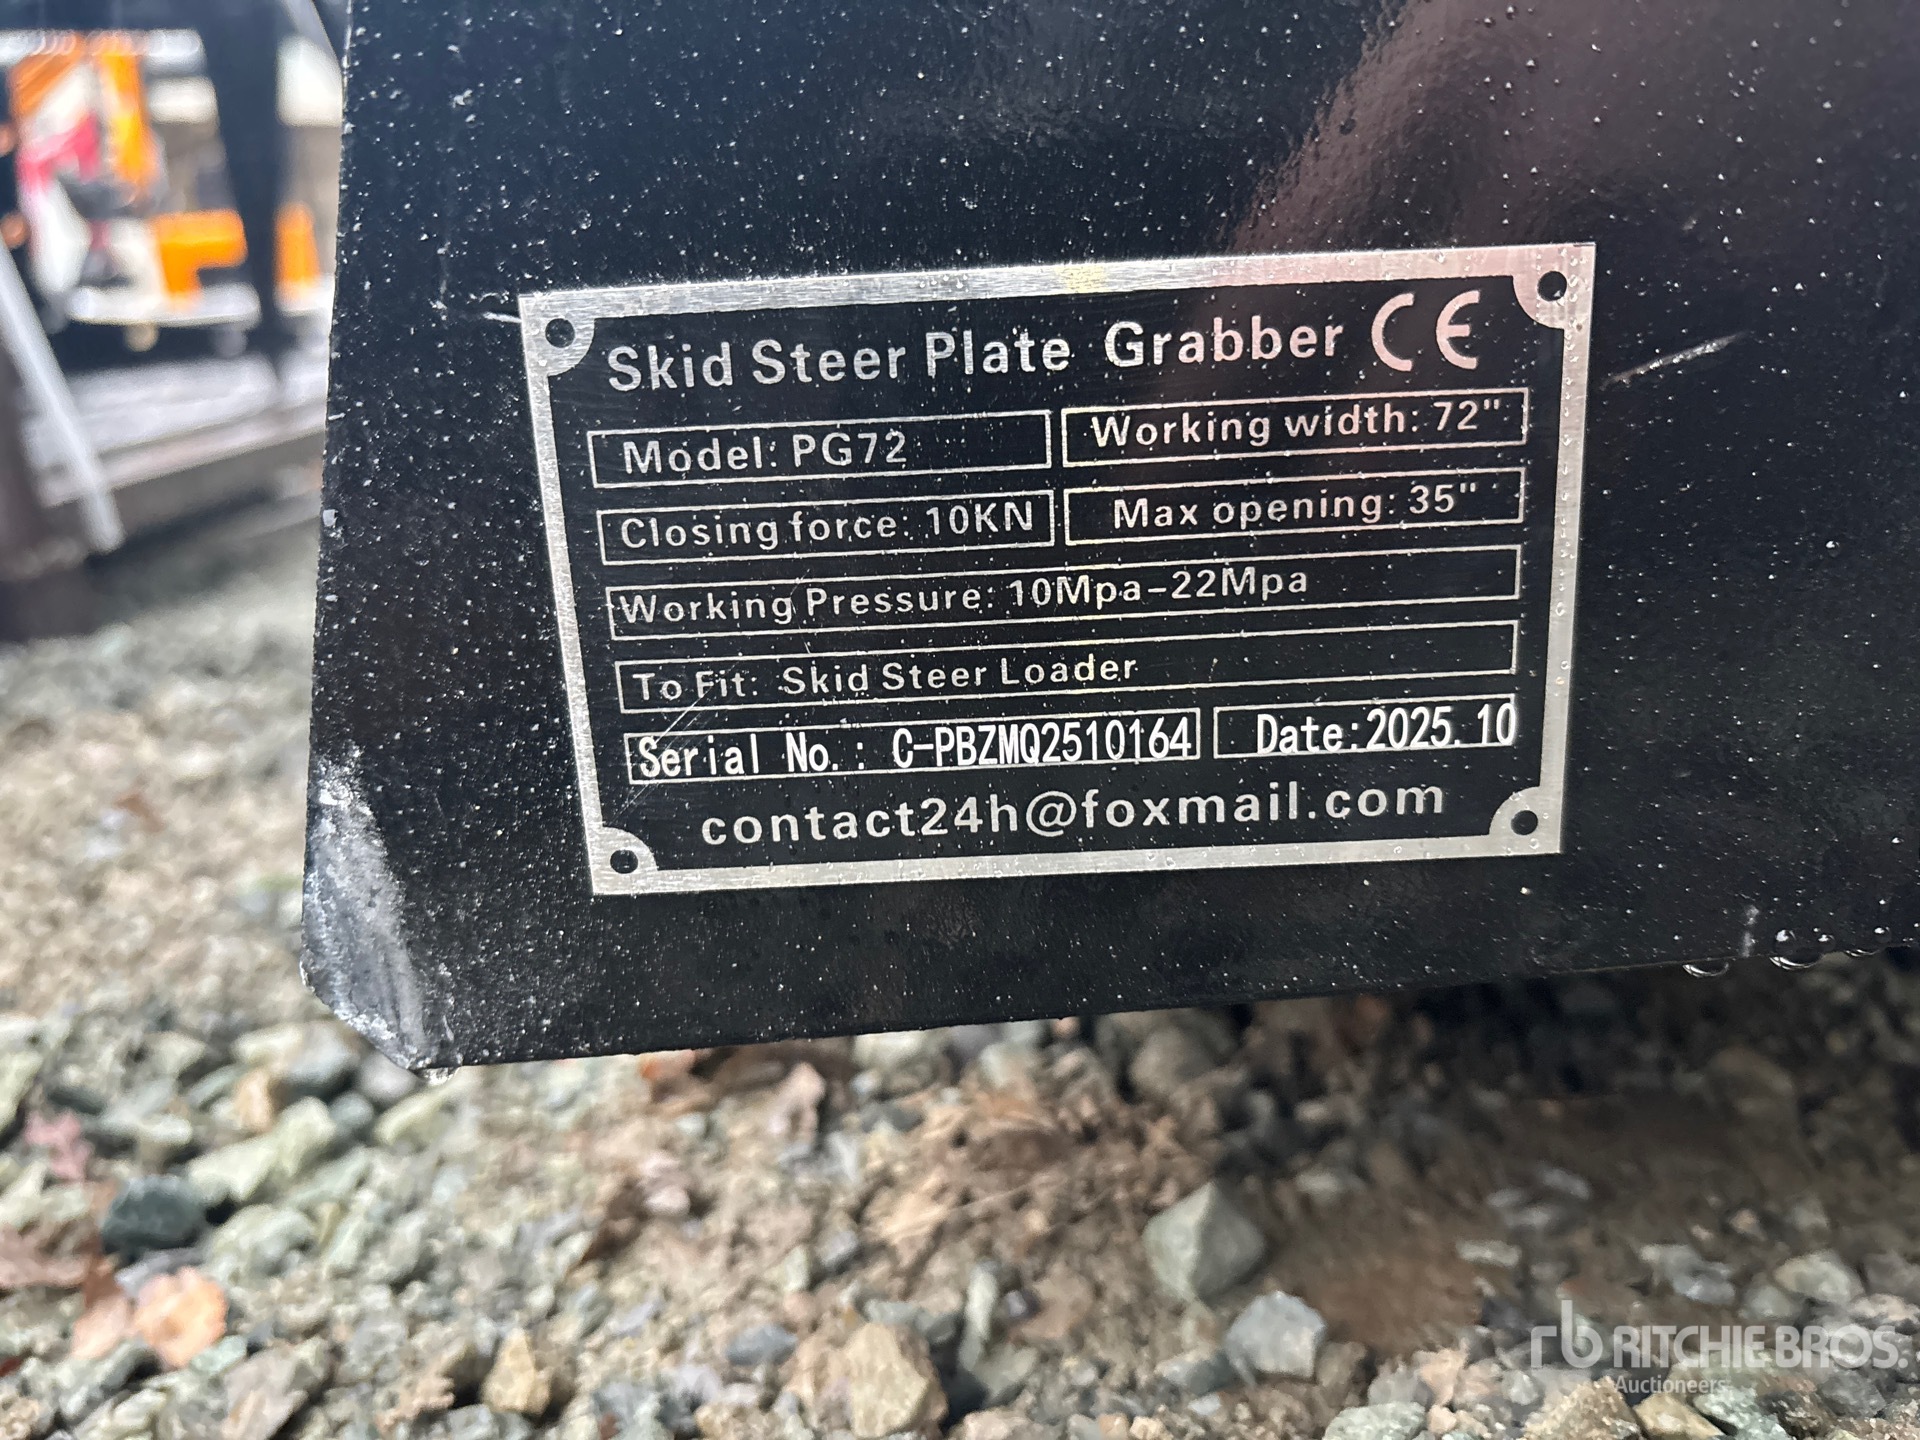 Skid Steer Plate Grabber CE
Model: PG72
Working width: 72"
Closing force: 10KN
Max opening: 35"
Working Pressure: 10Mpa-22Mpa
To Fit: Skid Steer Loader
Serial No.: C-PBZMQ2510164
Date:2025.10
contact24h@foxmail.com
rb RITCHIE BROS.
Auctioneers